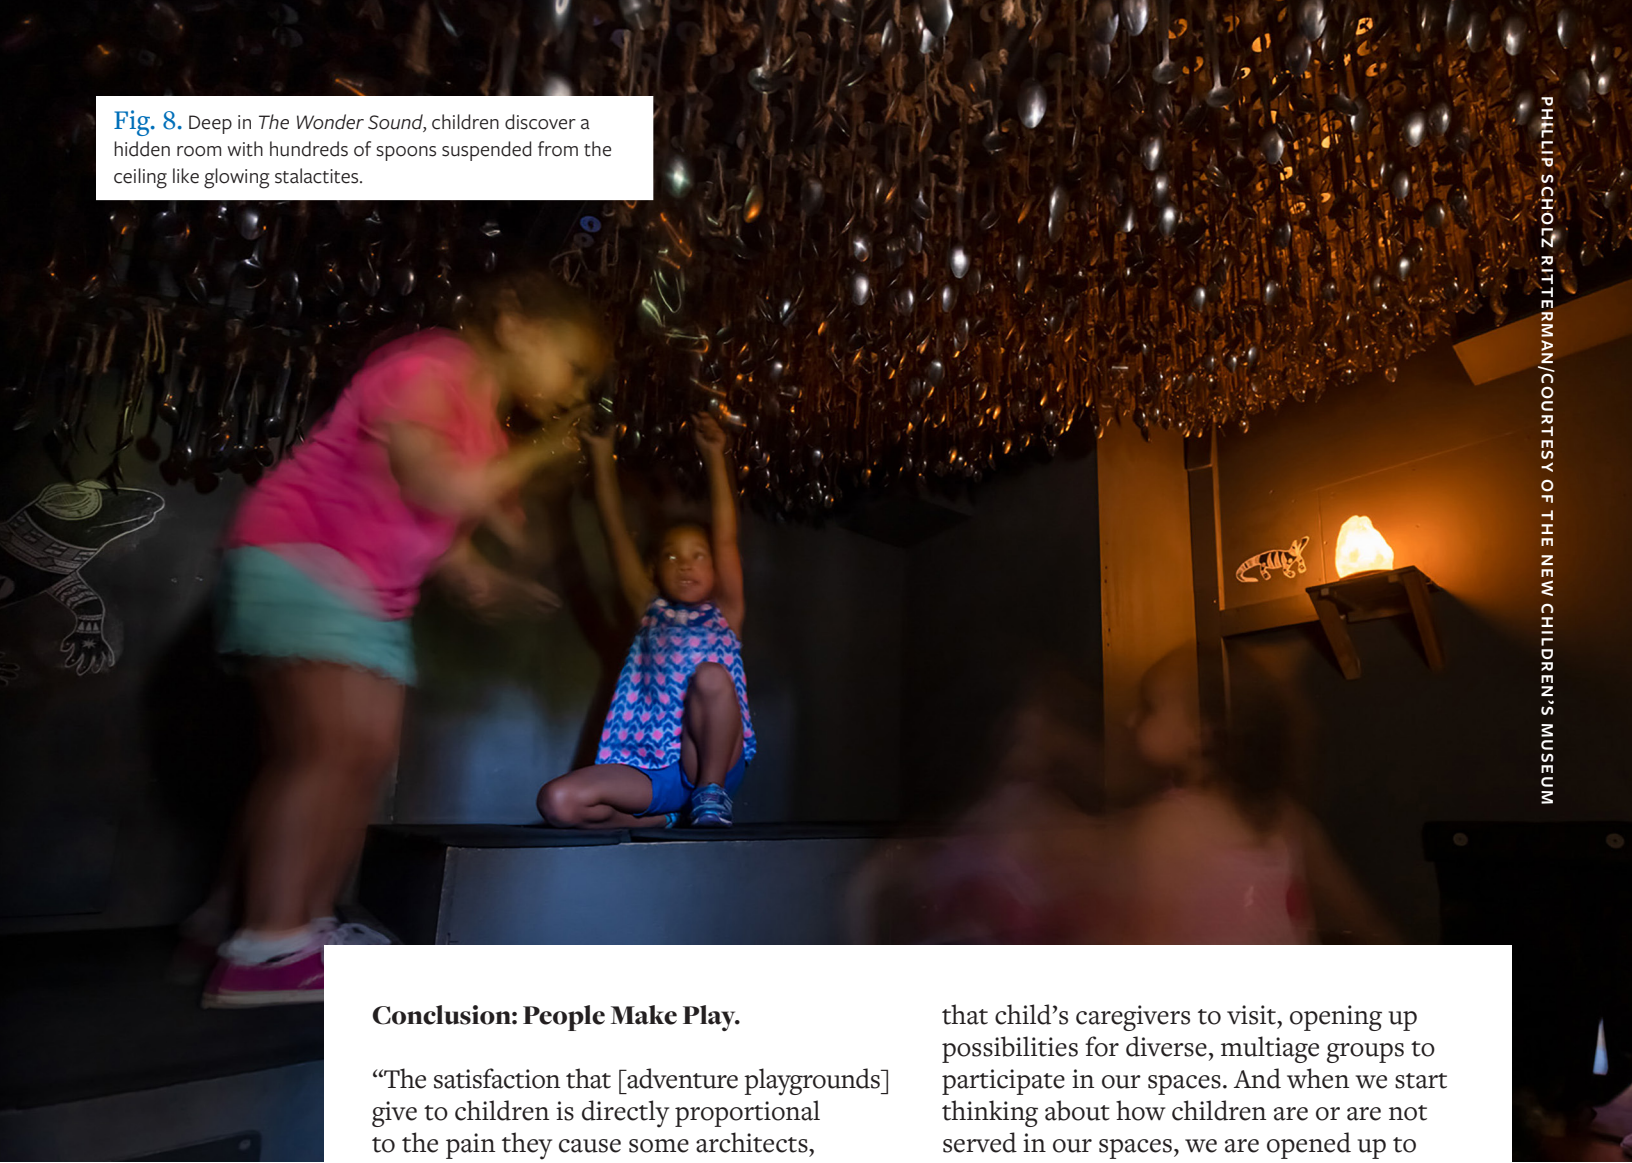 Fig. 8. Deep in The Wonder Sound, children discover a
hidden room with hundreds of spoons suspended from the
ceiling like glowing stalactites.
PHILLIP SCHOLZ RITTERMAN/COURTESY OF THE NEW CHILDREN’S MUSEUM
Conclusion: People Make Play.
“The satisfaction that [adventure playgrounds]
give to children is directly proportional
to the pain they cause some architects,
that child’s caregivers to visit, opening up
possibilities for diverse, multiage groups to
participate in our spaces. And when we start
thinking about how children are or are not
served in our spaces, we are opened up to